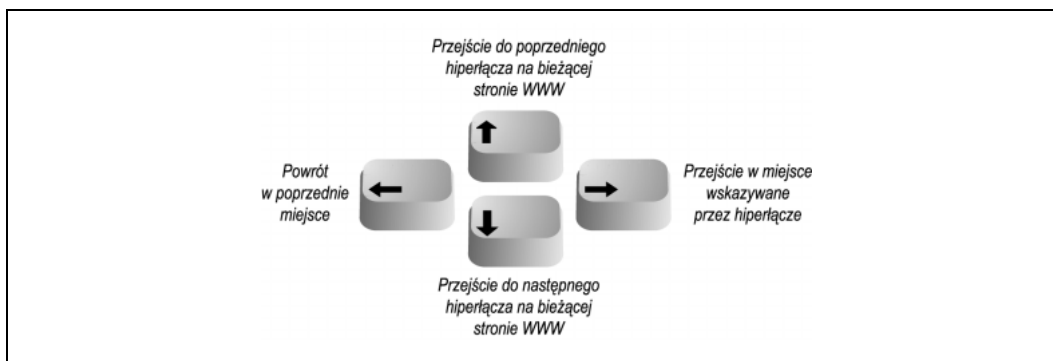 Przejście do poprzedniego
hiperłącza na bieżącej
stronie WWW
Powrót
w poprzednie
miejsce
Przejście w miejsce
wskazywane
przez hiperłącze
Przejście do następnego
hiperłącza na bieżącej
stronie WWW